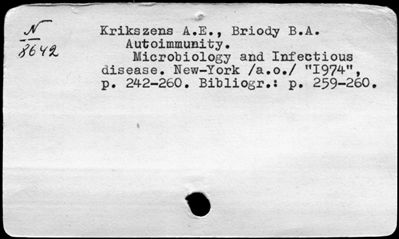 N
8642
Krikszens A.E., Briody B.A.
Autoimmunity.
Microbiology and Infectious
disease. New-York /a.o./ "I974",
p. 242-260. Bibliogr.: p. 259-260.